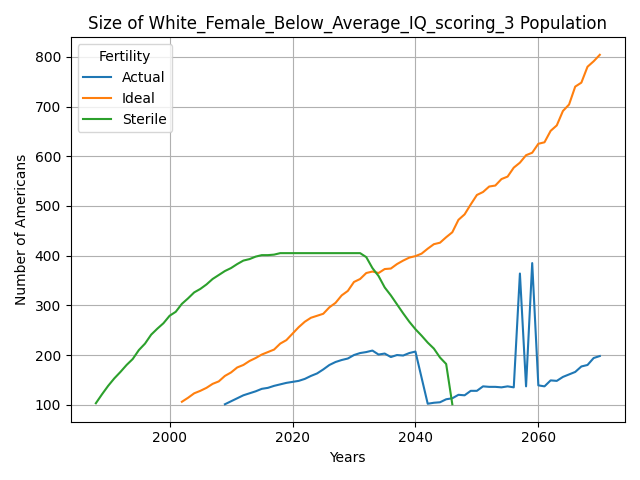 Size of White_Female_Below_Average_IQ_scoring_3 Population
Number of Americans
800
700
600
500
400
300
200
100
Fertility
Actual
Ideal
Sterile
2000
2020
2040
2060
Years